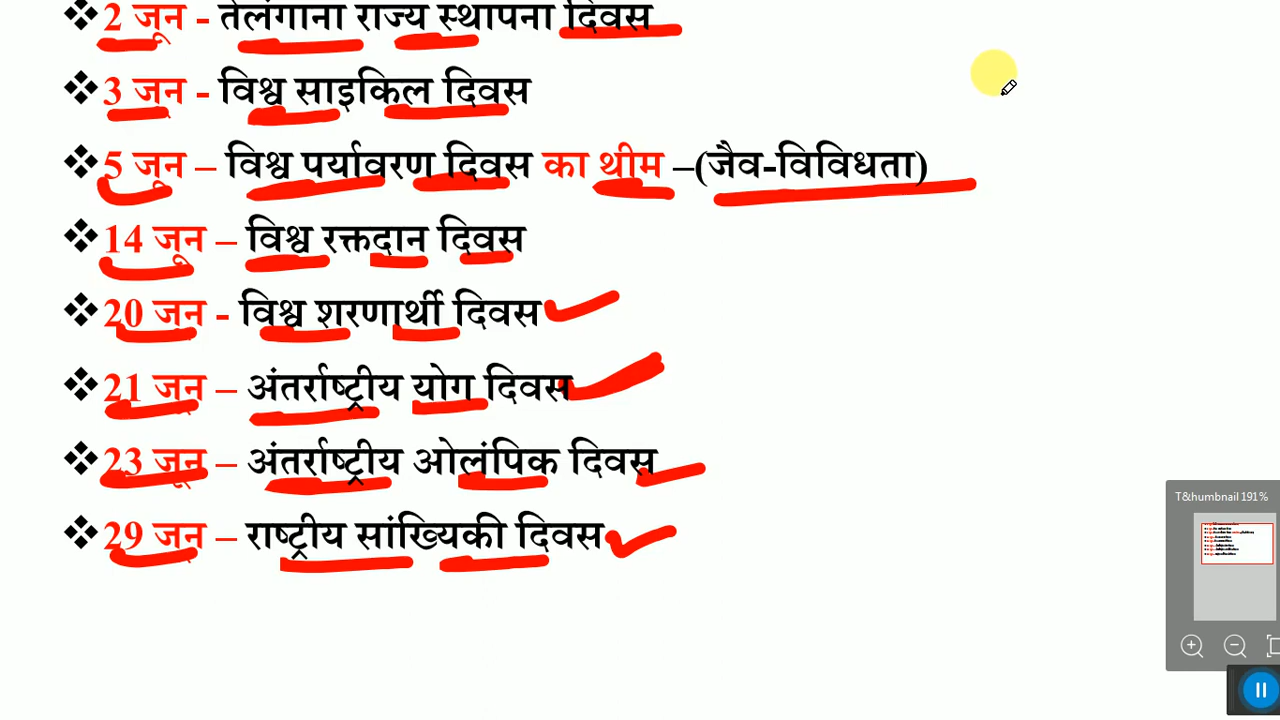 ❖ 2 जून - तेलंगाना राज्य स्थापना दिवस
❖ 3 जून - विश्व साइकिल दिवस
❖ 5 जून – विश्व पर्यावरण दिवस का थीम –(जैव-विविधता)
❖ 14 जून – विश्व रक्तदान दिवस
❖ 20 जून - विश्व शरणार्थी दिवस
❖ 21 जून – अंतर्राष्ट्रीय योग दिवस
❖ 23 जून – अंतर्राष्ट्रीय ओलंपिक दिवस
❖ 29 जून – राष्ट्रीय सांख्यिकी दिवस
T&humbnail 191%